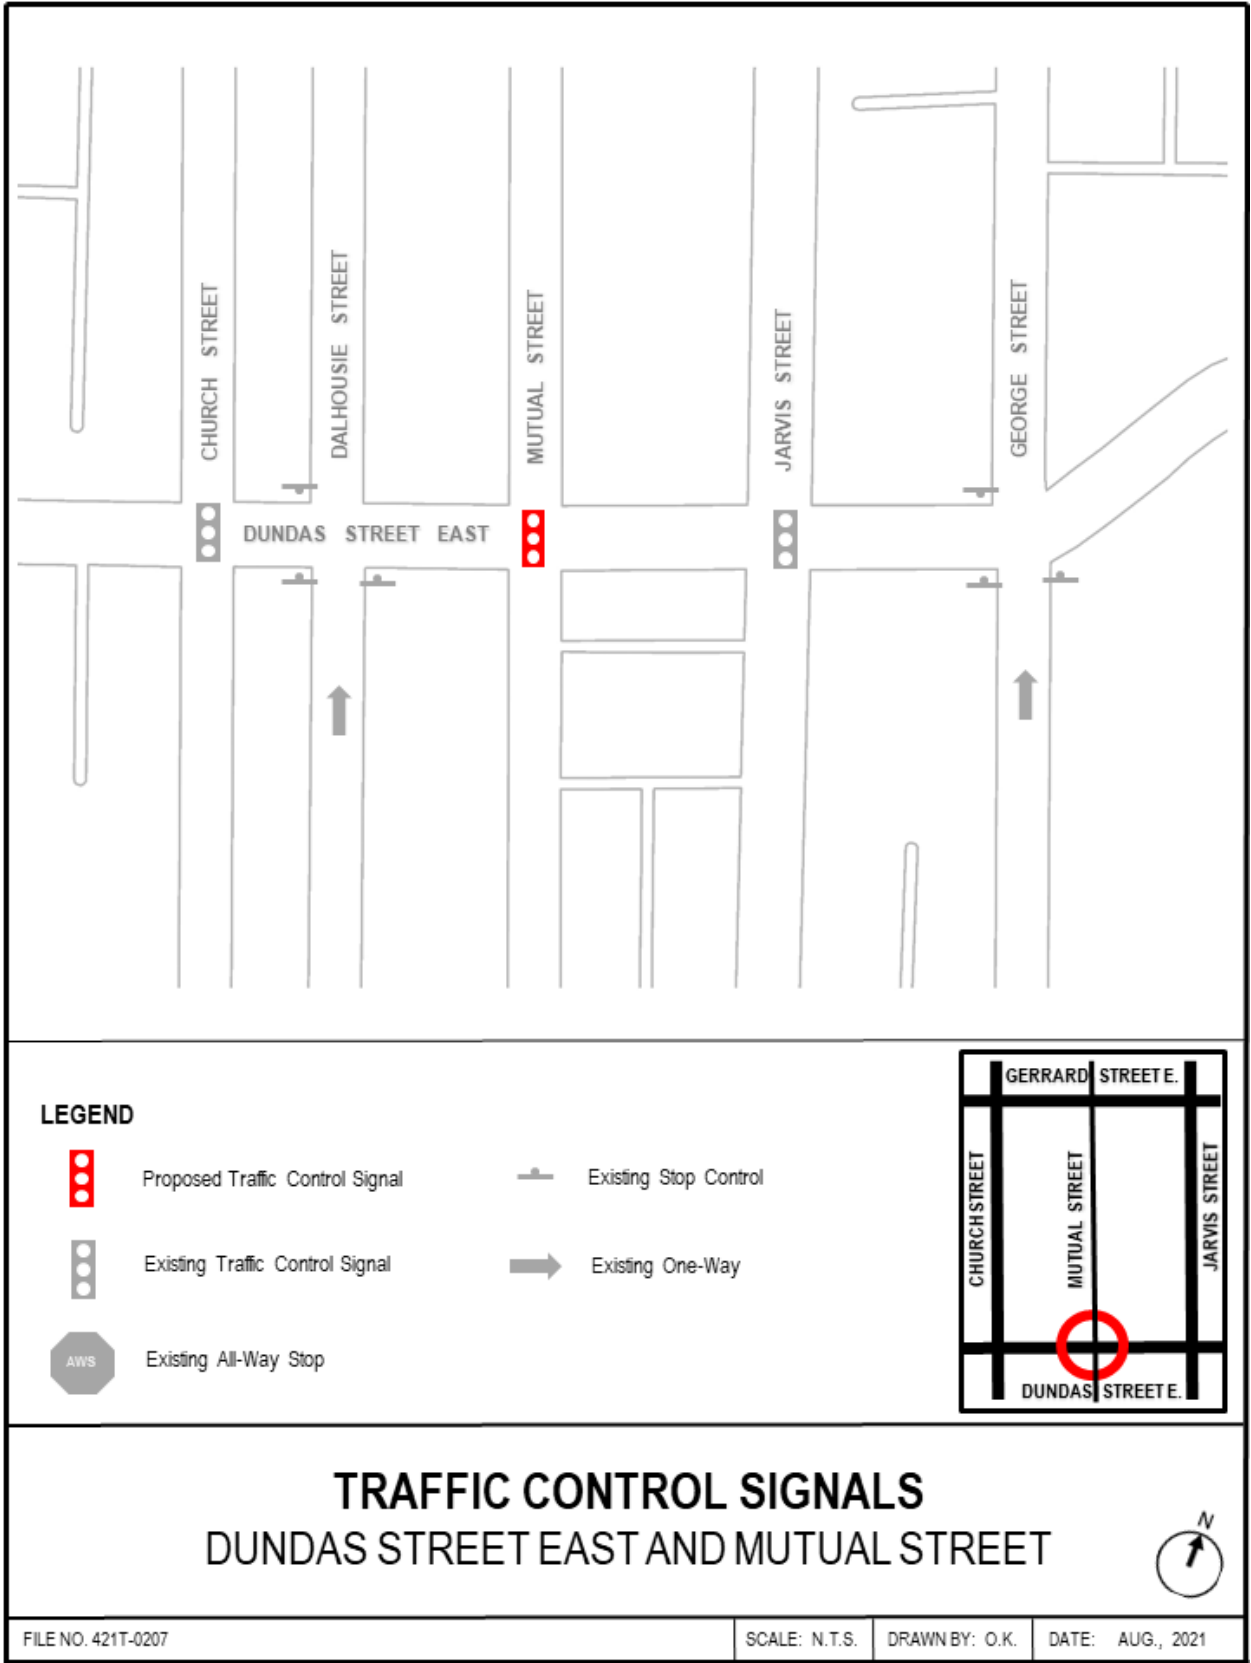 CHURCH STREET
DALHOUSIE STREET
MUTUAL STREET
JARVIS STREET
GEORGE STREET
DUNDAS STREET EAST
LEGEND
Proposed Traffic Control Signal
Existing Stop Control
Existing Traffic Control Signal
Existing One-Way
AWS
Existing All-Way Stop
GERRARD STREET E.
CHURCH STREET
MUTUAL STREET
JARVIS STREET
DUNDAS STREET E.
TRAFFIC CONTROL SIGNALS
DUNDAS STREET EAST AND MUTUAL STREET
N
FILE NO. 421T-0207
SCALE: N.T.S.
DRAWN BY: O.K.
DATE: AUG., 2021